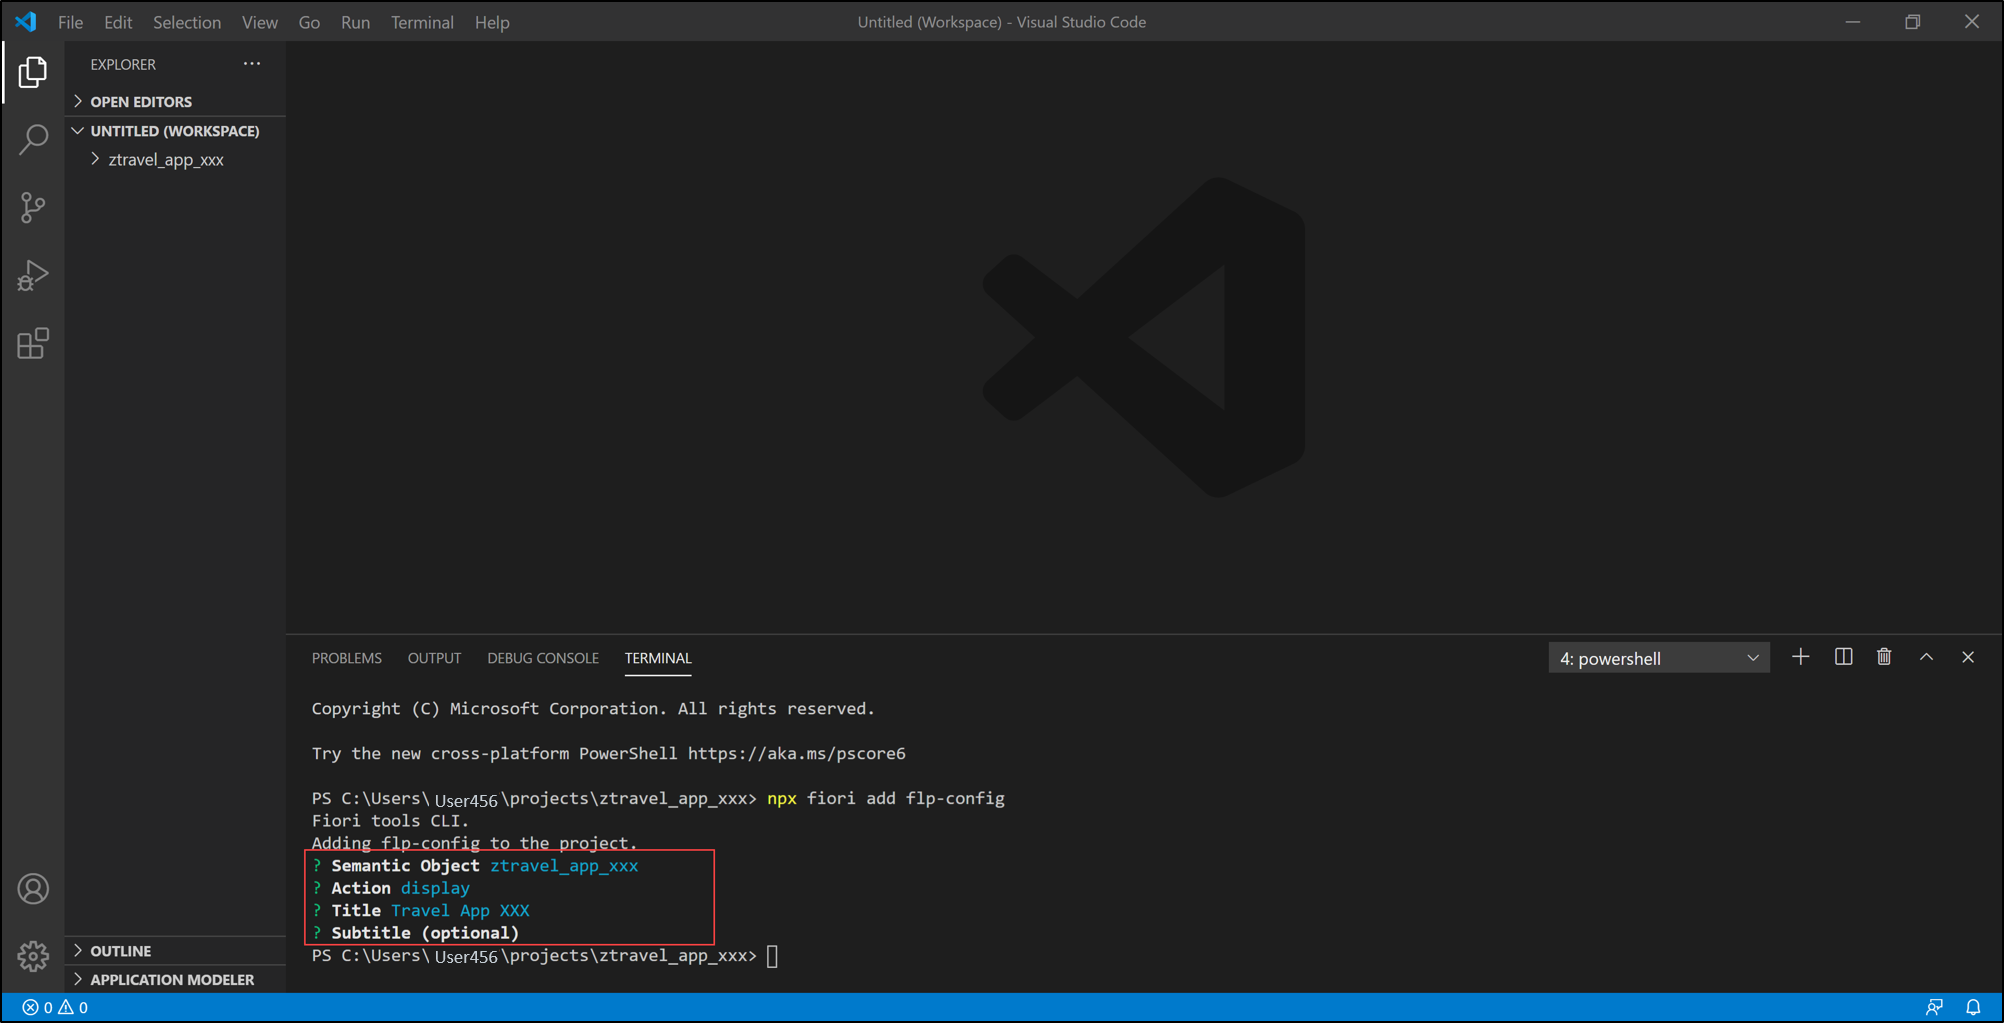 File Edit Selection View Go Run Terminal Help Untitled (Workspace) - Visual Studio Code
EXPLORER
OPEN EDITORS
UNTITLED (WORKSPACE)
ztravel_app_xxx
PROBLEMS OUTPUT DEBUG CONSOLE TERMINAL 4: powershell
Copyright (C) Microsoft Corporation. All rights reserved.
Try the new cross-platform PowerShell https://aka.ms/pscore6
PS C:\Users\User456\projects\ztravel_app_xxx> npx fiori add flp-config
Fiori tools CLI.
Adding flp-config to the project.
? Semantic Object ztravel_app_xxx
? Action display
? Title Travel App XXX
? Subtitle (optional)
PS C:\Users\User456\projects\ztravel_app_xxx>
OUTLINE
APPLICATION MODELER
0 0